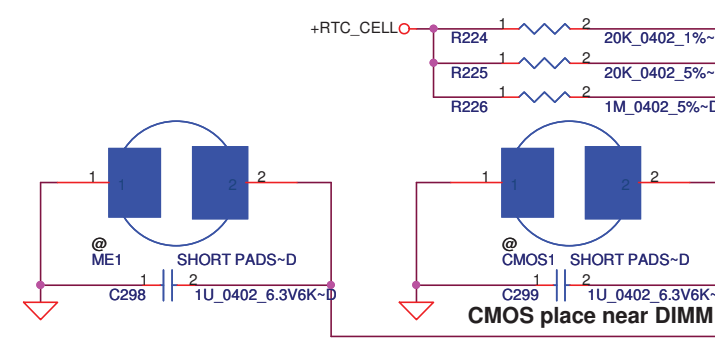 +RTC_CELL
1 2
R224 20K_0402_1%~
1 2
R225 20K_0402_5%~
1 2
R226 1M_0402_5%~D
1 1 2 2
1 1 2 2
@ @
ME1 SHORT PADS~D CMOS1 SHORT PADS~D
1 2 1 2
C298 1U_0402_6.3V6K~D C299 1U_0402_6.3V6K~
CMOS place near DIMM